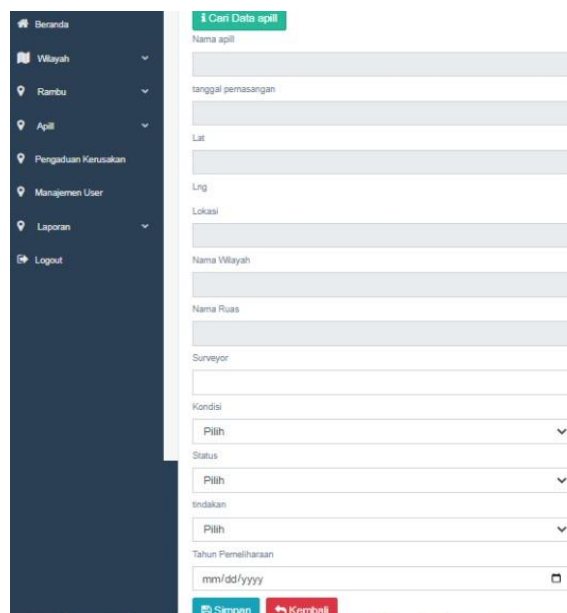 Beranda
Wilayah
Rambu
Apill
Pengaduan Kerusakan
Manajemen User
Laporan
Logout
Cari Data apill
Nama apill
tanggal pemasangan
Lat
Lng
Lokasi
Nama Wilayah
Nama Ruas
Surveyor
Kondisi
Pilih
Status
Pilih
tindakan
Pilih
Tahun Pemeliharaan
mm/dd/yyyy
Simpan
Kembali